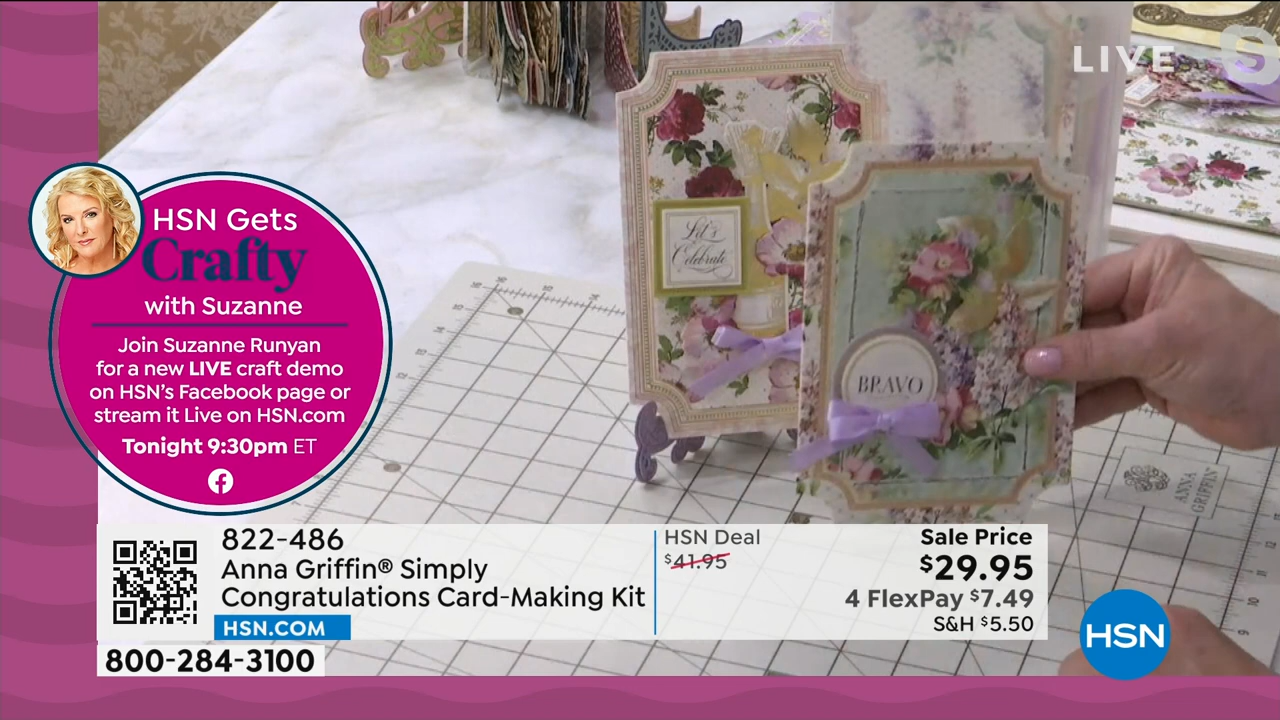 LIVE
S
HSN Gets
Crafty
with Suzanne
Join Suzanne Runyan
for a new LIVE craft demo
on HSN's Facebook page or
stream it Live on HSN.com
Tonight 9:30pm ET
Let's
Celebrate
BRAVO
ANNA
GRIFFIN
822-486
Anna Griffin® Simply
Congratulations Card-Making Kit
HSN.COM
800-284-3100
HSN Deal
$41.95
Sale Price
$29.95
4 FlexPay $7.49
S&H $5.50
HSN